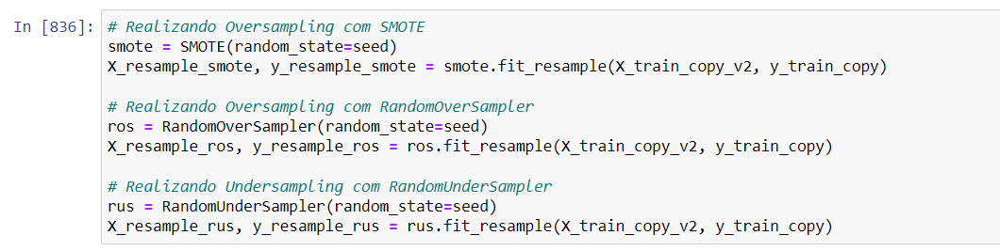 In [836]: # Realizando Oversampling com SMOTE
smote = SMOTE(random_state=seed)
X_resample_smote, y_resample_smote = smote.fit_resample(X_train_copy_v2, y_train_copy)
# Realizando Oversampling com RandomOverSampler
ros = RandomOverSampler(random_state=seed)
X_resample_ros, y_resample_ros = ros.fit_resample(X_train_copy_v2, y_train_copy)
# Realizando Undersampling com RandomUnderSampler
rus = RandomUnderSampler(random_state=seed)
X_resample_rus, y_resample_rus = rus.fit_resample(X_train_copy_v2, y_train_copy)